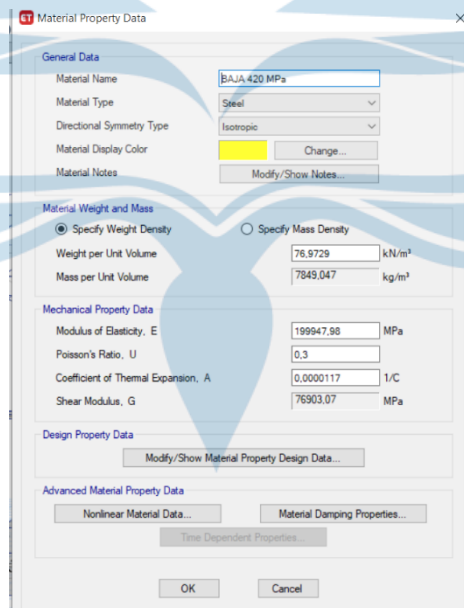 ET Material Property Data
General Data
Material Name BAJA 420 MPa
Material Type Steel
Directional Symmetry Type Isotropic
Material Display Color Change...
Material Notes Modify/Show Notes...
Material Weight and Mass
Specify Weight Density Specify Mass Density
Weight per Unit Volume 76,9729 kN/m³
Mass per Unit Volume 7849,047 kg/m³
Mechanical Property Data
Modulus of Elasticity, E 199947,98 MPa
Poisson's Ratio, U 0,3
Coefficient of Thermal Expansion, A 0,0000117 1/C
Shear Modulus, G 76903,07 MPa
Design Property Data
Modify/Show Material Property Design Data...
Advanced Material Property Data
Nonlinear Material Data... Material Damping Properties...
Time Dependent Properties...
OK Cancel